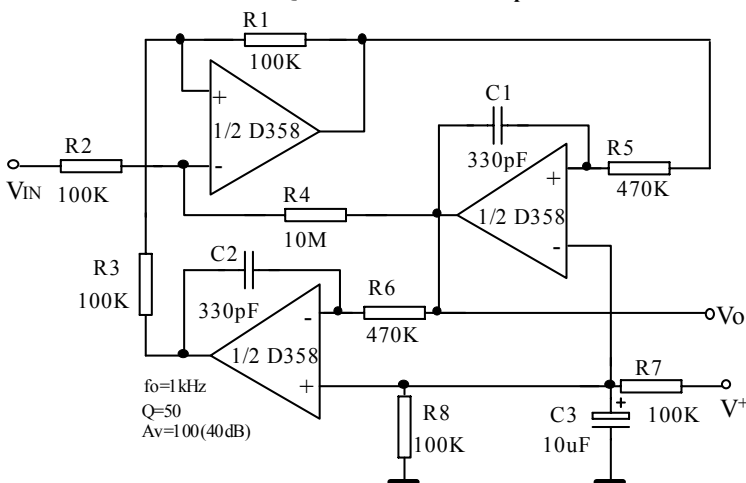 R1
100K
+
1/2 D358
-
R2
VIN
100K
C1
330pF
R5
470K
+
1/2 D358
-
R4
10M
R3
100K
C2
330pF
-
R6
470K
1/2 D358
+
Vo
R7
100K
V+
R8
100K
C3
+
10uF
fo=1kHz
Q=50
Av=100(40dB)